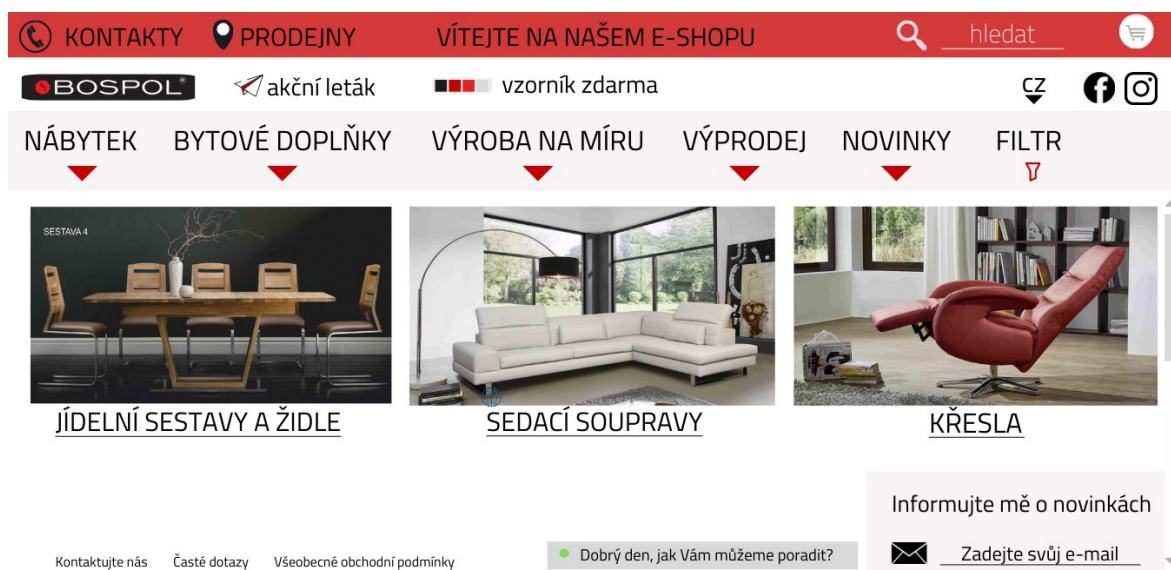 KONTAKTY PRODEJNY VÍTEJTE NA NAŠEM E-SHOPU hledat
BOSPOL® akční leták vzorník zdarma CZ
NÁBYTEK BYTOVÉ DOPLŇKY VÝROBA NA MÍRU VÝPRODEJ NOVINKY FILTR
SESTAVA 4
JÍDELNÍ SESTAVY A ŽIDLE SEDACÍ SOUPRAVY KŘESLA
Informujte mě o novinkách
Kontaktujte nás Časté dotazy Všeobecné obchodní podmínky Dobrý den, jak Vám můžeme poradit? Zadejte svůj e-mail